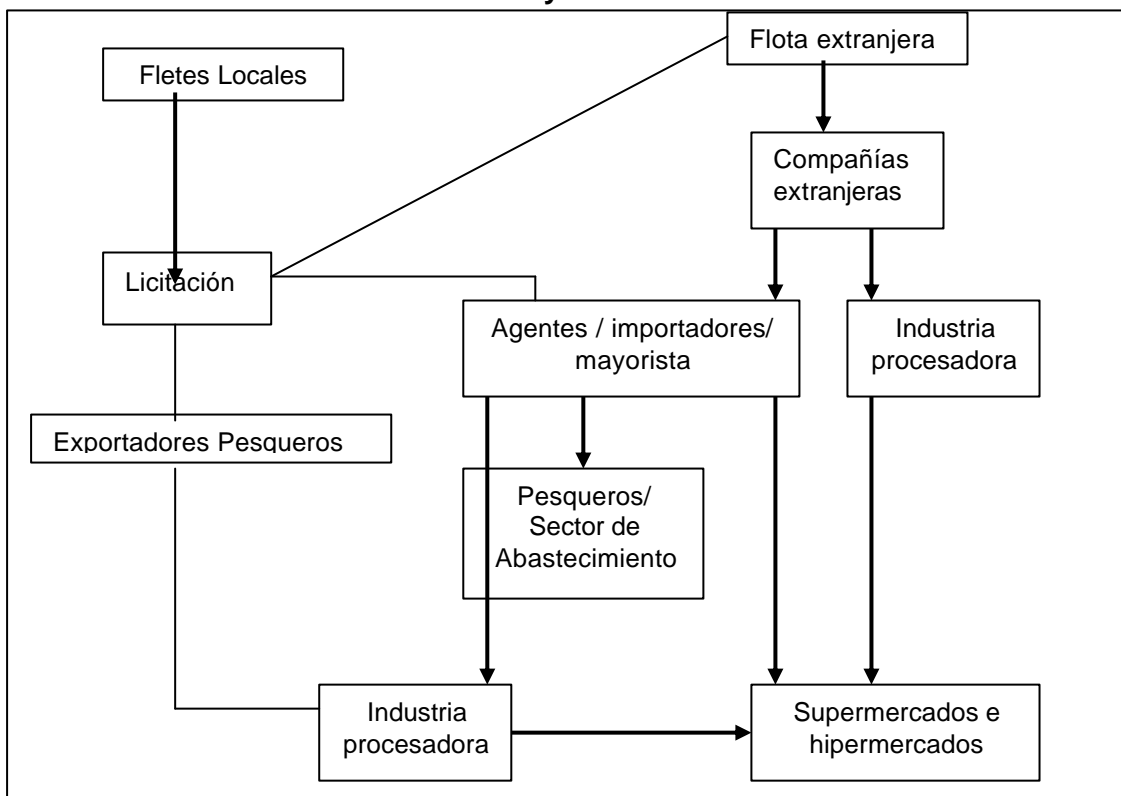 Flota extranjera
Fletes Locales
Compañías
extranjeras
Licitación
Agentes / importadores/
mayorista
Industria
procesadora
Exportadores Pesqueros
Pesqueros/
Sector de
Abastecimiento
Industria
procesadora
Supermercados e
hipermercados